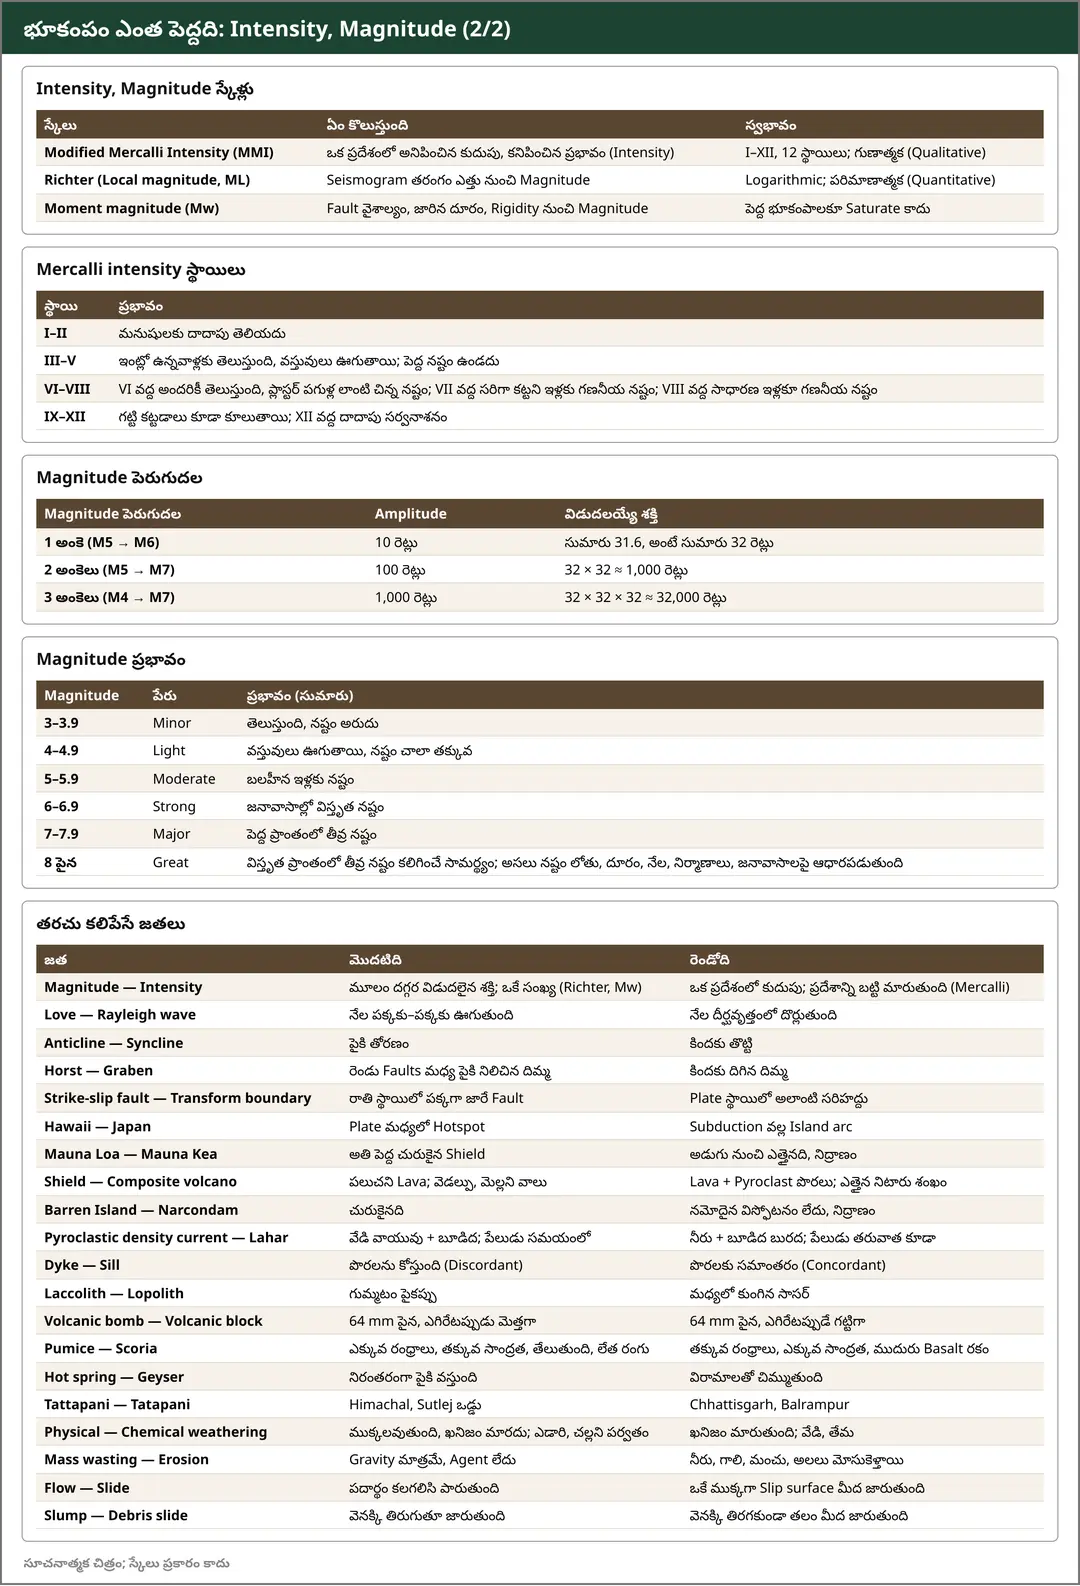 భూకంపం ఎంత పెద్దది: Intensity, Magnitude (2/2)
Intensity, Magnitude స్కేళ్లు
స్కేలు ఏం కొలుస్తుంది స్వభావం
Modified Mercalli Intensity (MMI) ఒక ప్రదేశంలో అనిపించిన కుదుపు, కనిపించిన ప్రభావం (Intensity) I–XII, 12 స్థాయిలు; గుణాత్మక (Qualitative)
Richter (Local magnitude, ML) Seismogram తరంగం ఎత్తు నుంచి Magnitude Logarithmic; పరిమాణాత్మక (Quantitative)
Moment magnitude (Mw) Fault వైశాల్యం, జారిన దూరం, Rigidity నుంచి Magnitude పెద్ద భూకంపాలకూ Saturate కాదు
Mercalli intensity స్థాయిలు
స్థాయి ప్రభావం
I–II మనుషులకు దాదాపు తెలియదు
III–V ఇంట్లో ఉన్నవాళ్లకు తెలుస్తుంది, వస్తువులు ఊగుతాయి; పెద్ద నష్టం ఉండదు
VI–VIII VI వద్ద అందరికీ తెలుస్తుంది, ప్లాస్టర్ పగుళ్ల లాంటి చిన్న నష్టం; VII వద్ద సరిగా కట్టని ఇళ్లకు గణనీయ నష్టం; VIII వద్ద సాధారణ ఇళ్లకూ గణనీయ నష్టం
IX–XII గట్టి కట్టడాలు కూడా కూలుతాయి; XII వద్ద దాదాపు సర్వనాశనం
Magnitude పెరుగుదల
Magnitude పెరుగుదల Amplitude విడుదలయ్యే శక్తి
1 అంకె (M5 → M6) 10 రెట్లు సుమారు 31.6, అంటే సుమారు 32 రెట్లు
2 అంకెలు (M5 → M7) 100 రెట్లు 32 × 32 ≈ 1,000 రెట్లు
3 అంకెలు (M4 → M7) 1,000 రెట్లు 32 × 32 × 32 ≈ 32,000 రెట్లు
Magnitude ప్రభావం
Magnitude పేరు ప్రభావం (సుమారు)
3–3.9 Minor తెలుస్తుంది, నష్టం అరుదు
4–4.9 Light వస్తువులు ఊగుతాయి, నష్టం చాలా తక్కువ
5–5.9 Moderate బలహీన ఇళ్లకు నష్టం
6–6.9 Strong జనావాసాల్లో విస్తృత నష్టం
7–7.9 Major పెద్ద ప్రాంతంలో తీవ్ర నష్టం
8 పైన Great విస్తృత ప్రాంతంలో తీవ్ర నష్టం కలిగించే సామర్థ్యం; అసలు నష్టం లోతు, దూరం, నేల, నిర్మాణాలు, జనావాసాలపై ఆధారపడుతుంది
తరచు కలిపేసే జతలు
జత మొదటిది రెండోది
Magnitude — Intensity మూలం దగ్గర విడుదలైన శక్తి; ఒకే సంఖ్య (Richter, Mw) ఒక ప్రదేశంలో కుదుపు; ప్రదేశాన్ని బట్టి మారుతుంది (Mercalli)
Love — Rayleigh wave నేల పక్కకు–పక్కకు ఊగుతుంది నేల దీర్ఘవృత్తంలో దొర్లుతుంది
Anticline — Syncline పైకి తోరణం కిందకు తొట్టి
Horst — Graben రెండు Faults మధ్య పైకి నిలిచిన దిమ్మ కిందకు దిగిన దిమ్మ
Strike-slip fault — Transform boundary రాతి స్థాయిలో పక్కగా జారే Fault Plate స్థాయిలో అలాంటి సరిహద్దు
Hawaii — Japan Plate మధ్యలో Hotspot Subduction వల్ల Island arc
Mauna Loa — Mauna Kea అతి పెద్ద చురుకైన Shield అడుగు నుంచి ఎత్తైనది, నిద్రాణం
Shield — Composite volcano పలుచని Lava; వెడల్పు, మెల్లని వాలు Lava + Pyroclast పొరలు; ఎత్తైన నిటారు శంఖం
Barren Island — Narcondam చురుకైనది నమోదైన విస్ఫోటనం లేదు, నిద్రాణం
Pyroclastic density current — Lahar వేడి వాయువు + బూడిద; పేలుడు సమయంలో నీరు + బూడిద బురద; పేలుడు తరువాత కూడా
Dyke — Sill పొరలను కోస్తుంది (Discordant) పొరలకు సమాంతరం (Concordant)
Laccolith — Lopolith గుమ్మటం పైకప్పు మధ్యలో కుంగిన సాసర్
Volcanic bomb — Volcanic block 64 mm పైన, ఎగిరేటప్పుడు మెత్తగా 64 mm పైన, ఎగిరేటప్పుడే గట్టిగా
Pumice — Scoria ఎక్కువ రంధ్రాలు, తక్కువ సాంద్రత, తేలుతుంది, లేత రంగు తక్కువ రంధ్రాలు, ఎక్కువ సాంద్రత, ముదురు Basalt రకం
Hot spring — Geyser నిరంతరంగా పైకి వస్తుంది విరామాలతో చిమ్ముతుంది
Tattapani — Tatapani Himachal, Sutlej ఒడ్డు Chhattisgarh, Balrampur
Physical — Chemical weathering ముక్కలవుతుంది, ఖనిజం మారదు; ఎడారి, చల్లని పర్వతం ఖనిజం మారుతుంది; వేడి, తేమ
Mass wasting — Erosion Gravity మాత్రమే, Agent లేదు నీరు, గాలి, మంచు, అలలు మోసుకెళ్తాయి
Flow — Slide పదార్థం కలగలిసి పారుతుంది ఒకే ముక్కగా Slip surface మీద జారుతుంది
Slump — Debris slide వెనక్కి తిరుగుతూ జారుతుంది వెనక్కి తిరగకుండా తలం మీద జారుతుంది
సూచనాత్మక చిత్రం; స్కేలు ప్రకారం కాదు